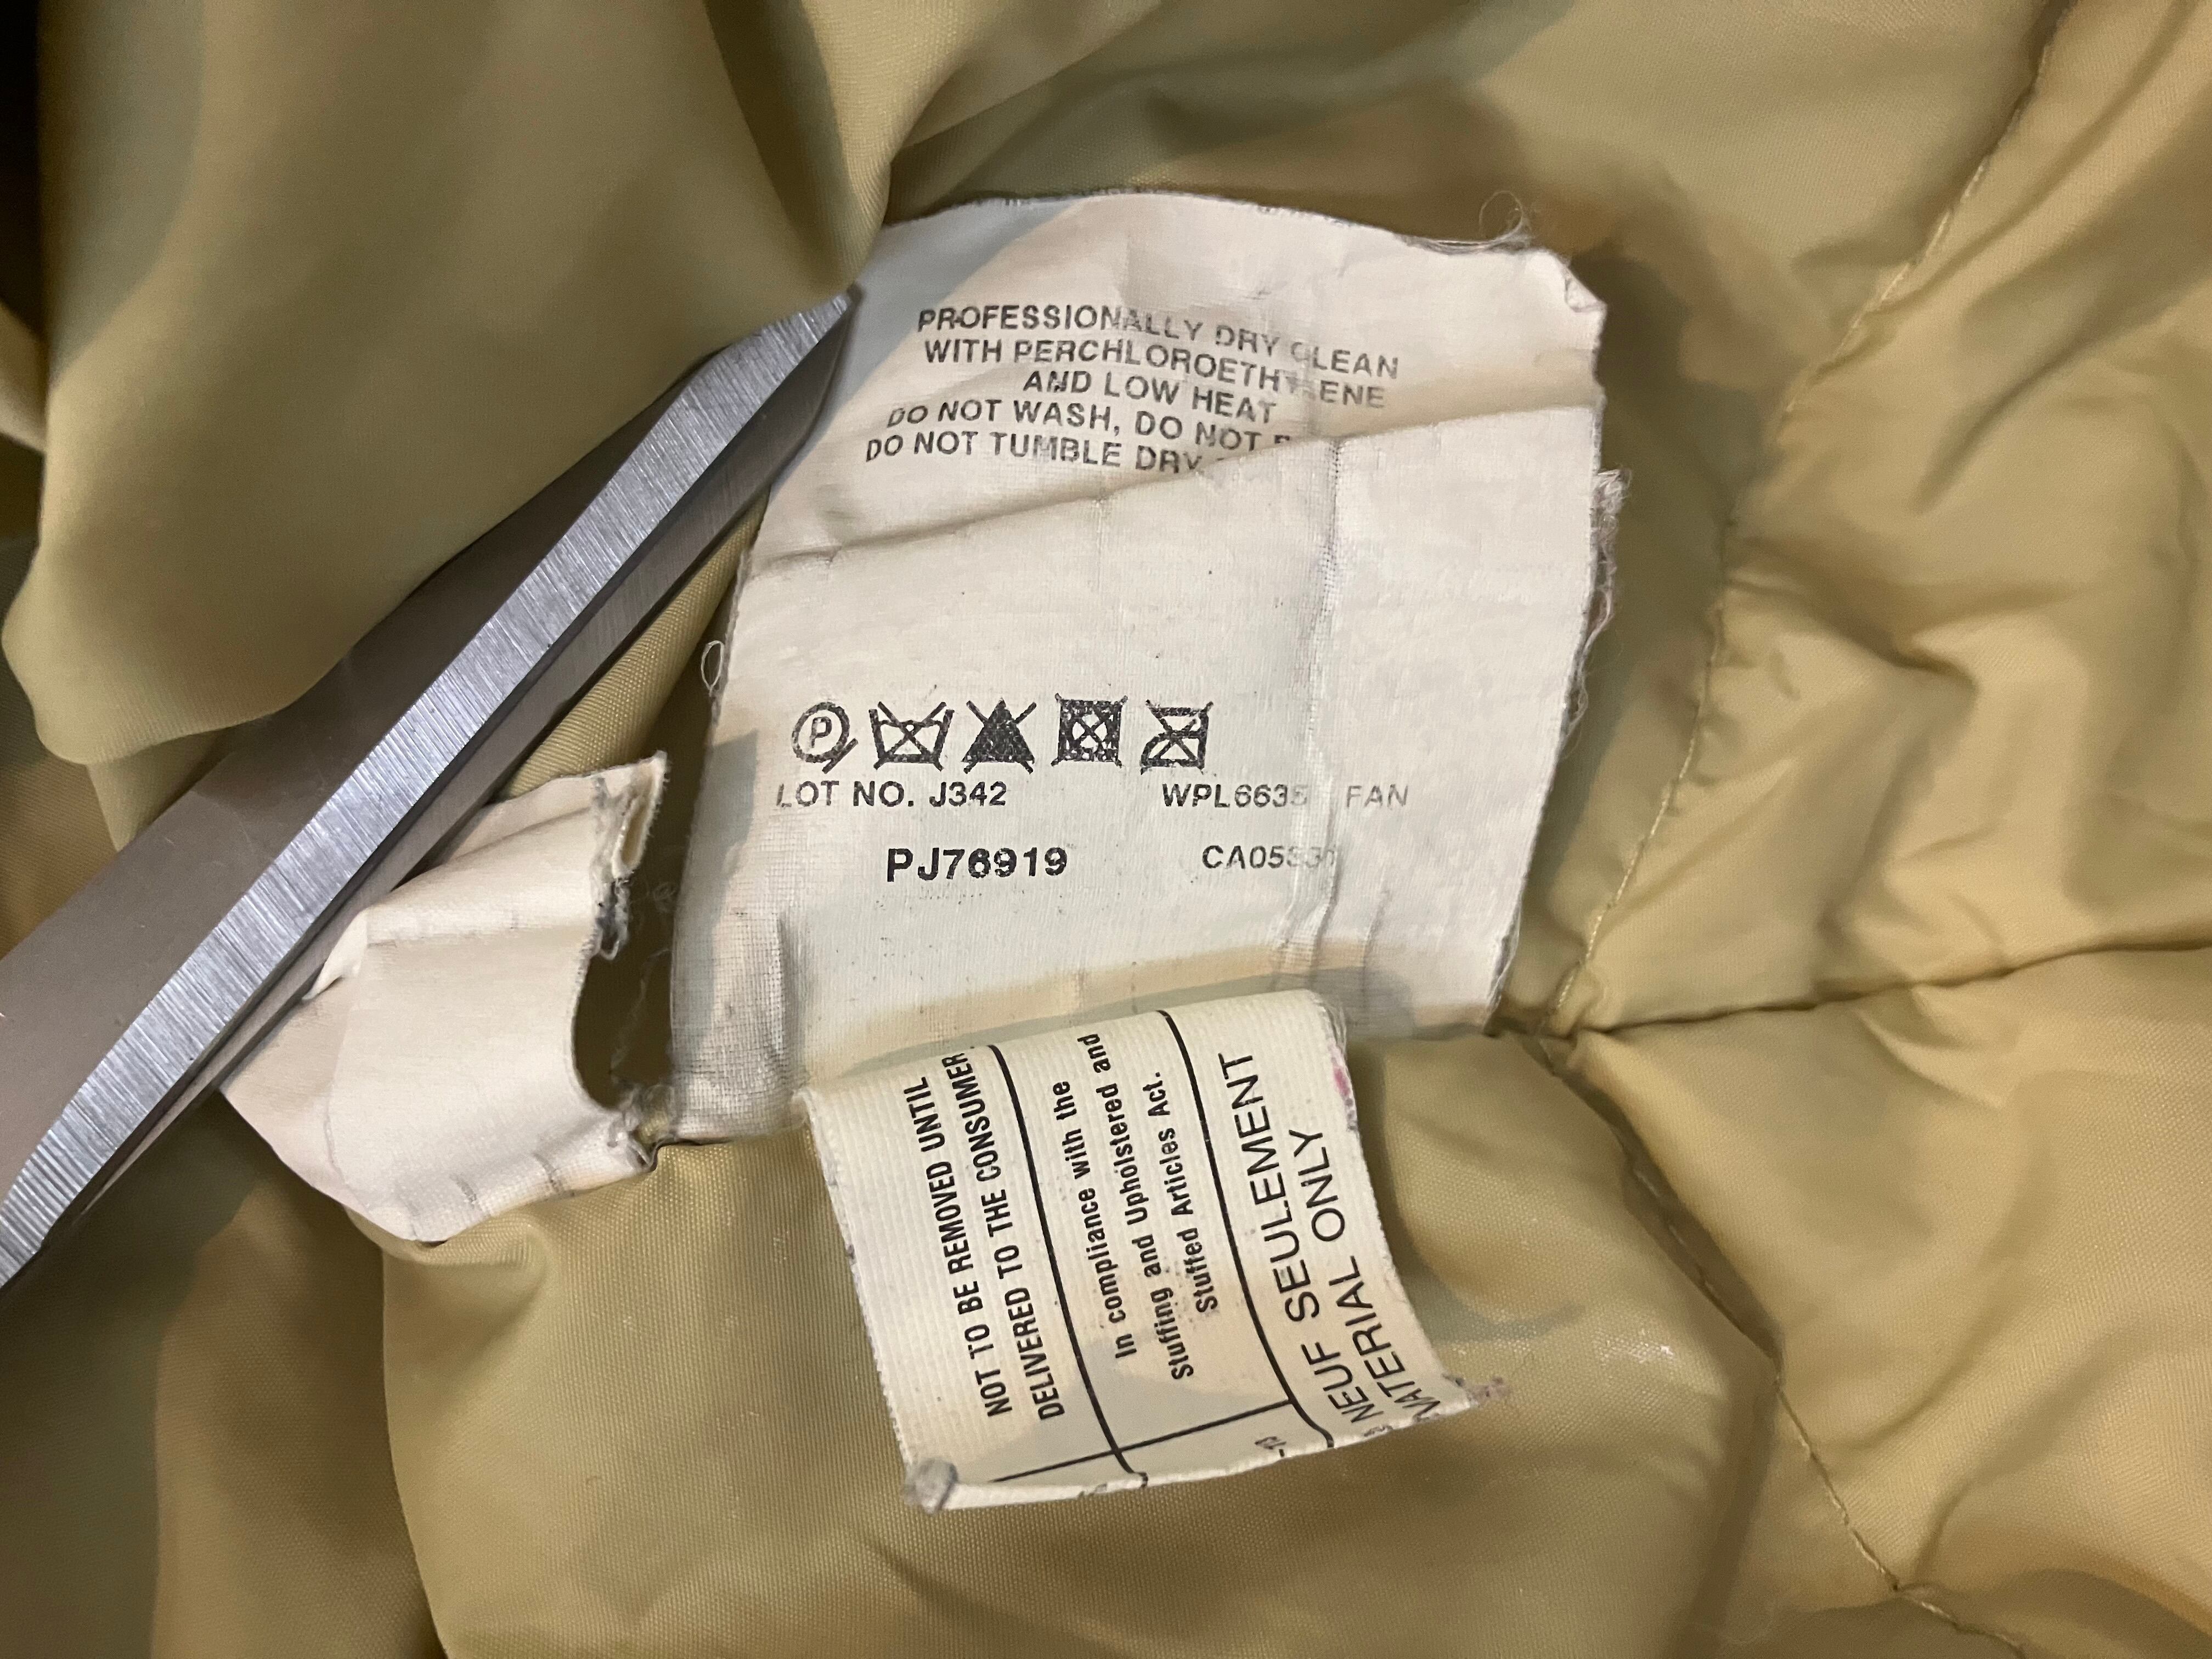 PROFESSIONALLY DRY CLEAN
WITH PERCHLOROETHYLENE
AND LOW HEAT
DO NOT WASH, DO NOT
DO NOT TUMBLE DRY
P
LOT NO. J342 FAN
PJ76919
NOT TO BE REMOVED UNTIL
DELIVERED TO THE CONSUMER
In compliance with the
Stuffing and Upholstered and
Stuffed Articles Act.
NEUF SEULEMENT
MATERIAL ONLY